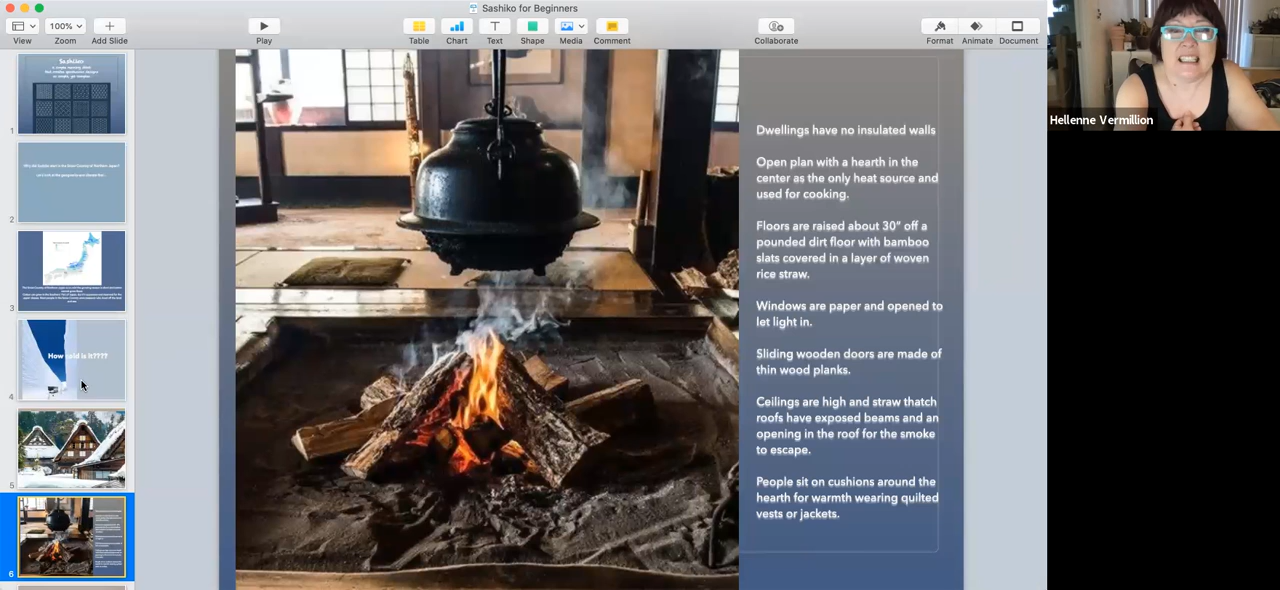 Sashiko for Beginners
View
100%
Zoom
Add Slide
Play
Table
Chart
Text
Shape
Media
Comment
Collaborate
Format
Animate
Document
Hellenne Vermillion
Sashiko
1
2
3
How cold is it????
4
5
6
Dwellings have no insulated walls
Open plan with a hearth in the
center as the only heat source and
used for cooking.
Floors are raised about 30” off a
pounded dirt floor with bamboo
slats covered in a layer of woven
rice straw.
Windows are paper and opened to
let light in.
Sliding wooden doors are made of
thin wood planks.
Ceilings are high and straw thatch
roofs have exposed beams and an
opening in the roof for the smoke
to escape.
People sit on cushions around the
hearth for warmth wearing quilted
vests or jackets.